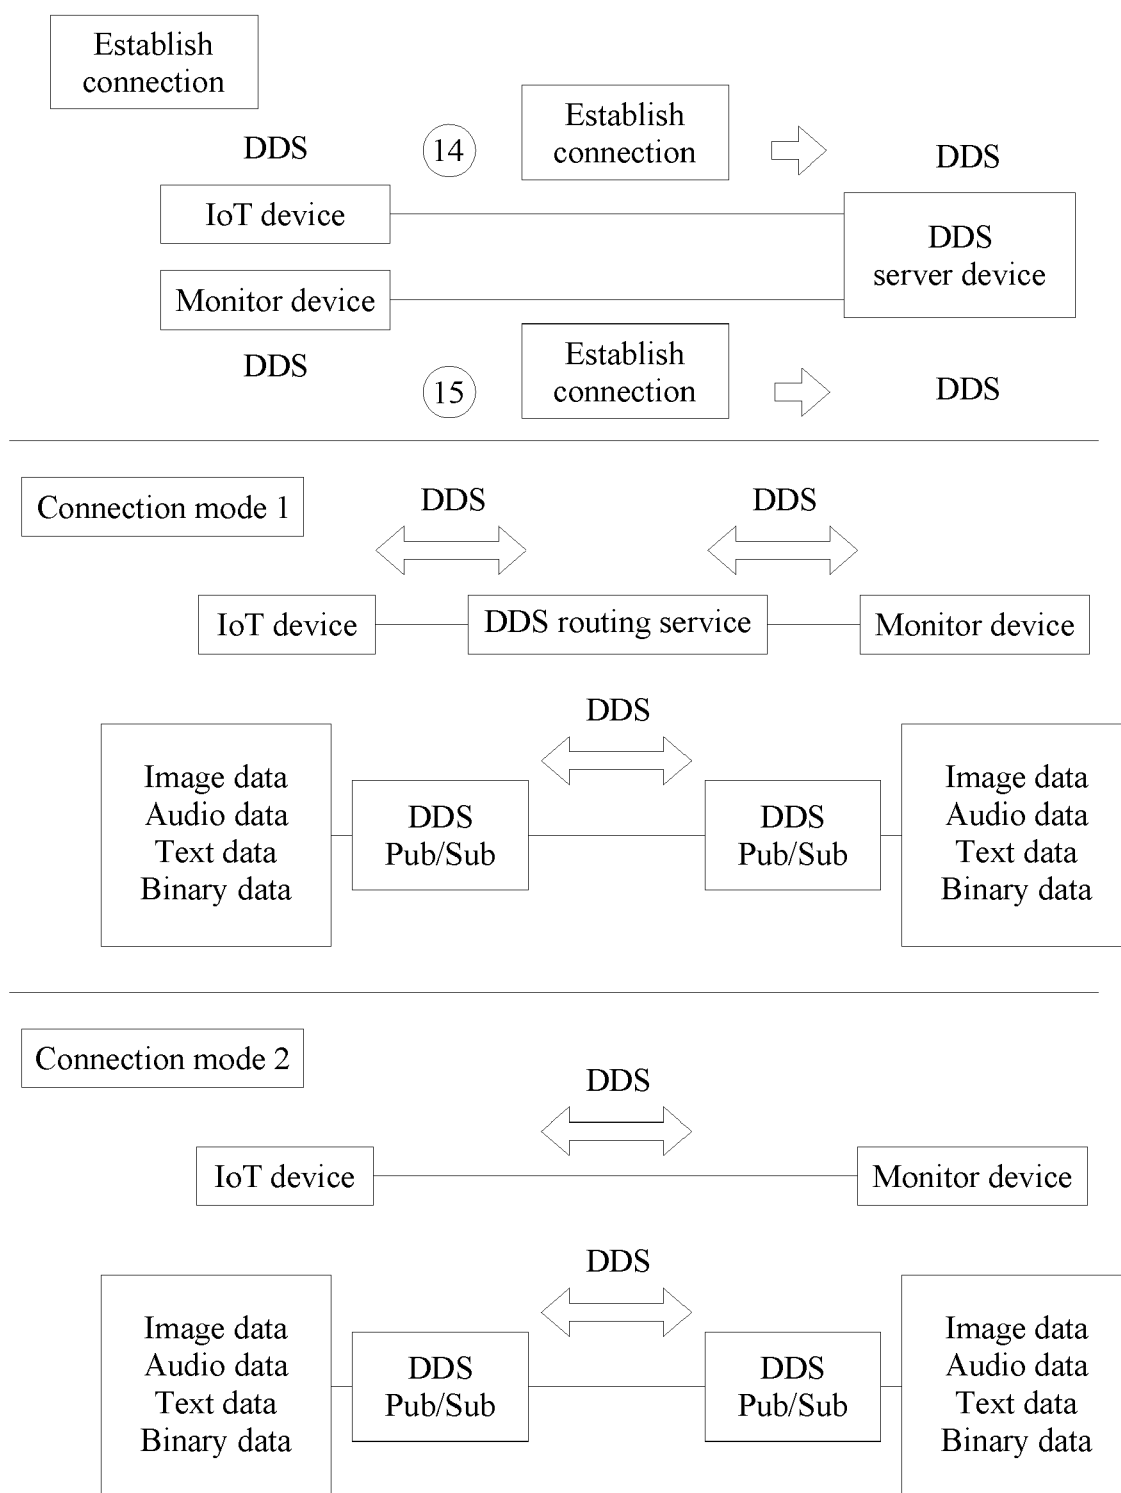 Establish
connection
DDS
14
Establish
connection
DDS
IoT device
DDS
server device
Monitor device
DDS
15
Establish
connection
DDS
Connection mode 1
DDS
DDS
IoT device
DDS routing service
Monitor device
DDS
Image data
Audio data
Text data
Binary data
DDS
Pub/Sub
DDS
Pub/Sub
Image data
Audio data
Text data
Binary data
Connection mode 2
DDS
IoT device
Monitor device
DDS
Image data
Audio data
Text data
Binary data
DDS
Pub/Sub
DDS
Pub/Sub
Image data
Audio data
Text data
Binary data